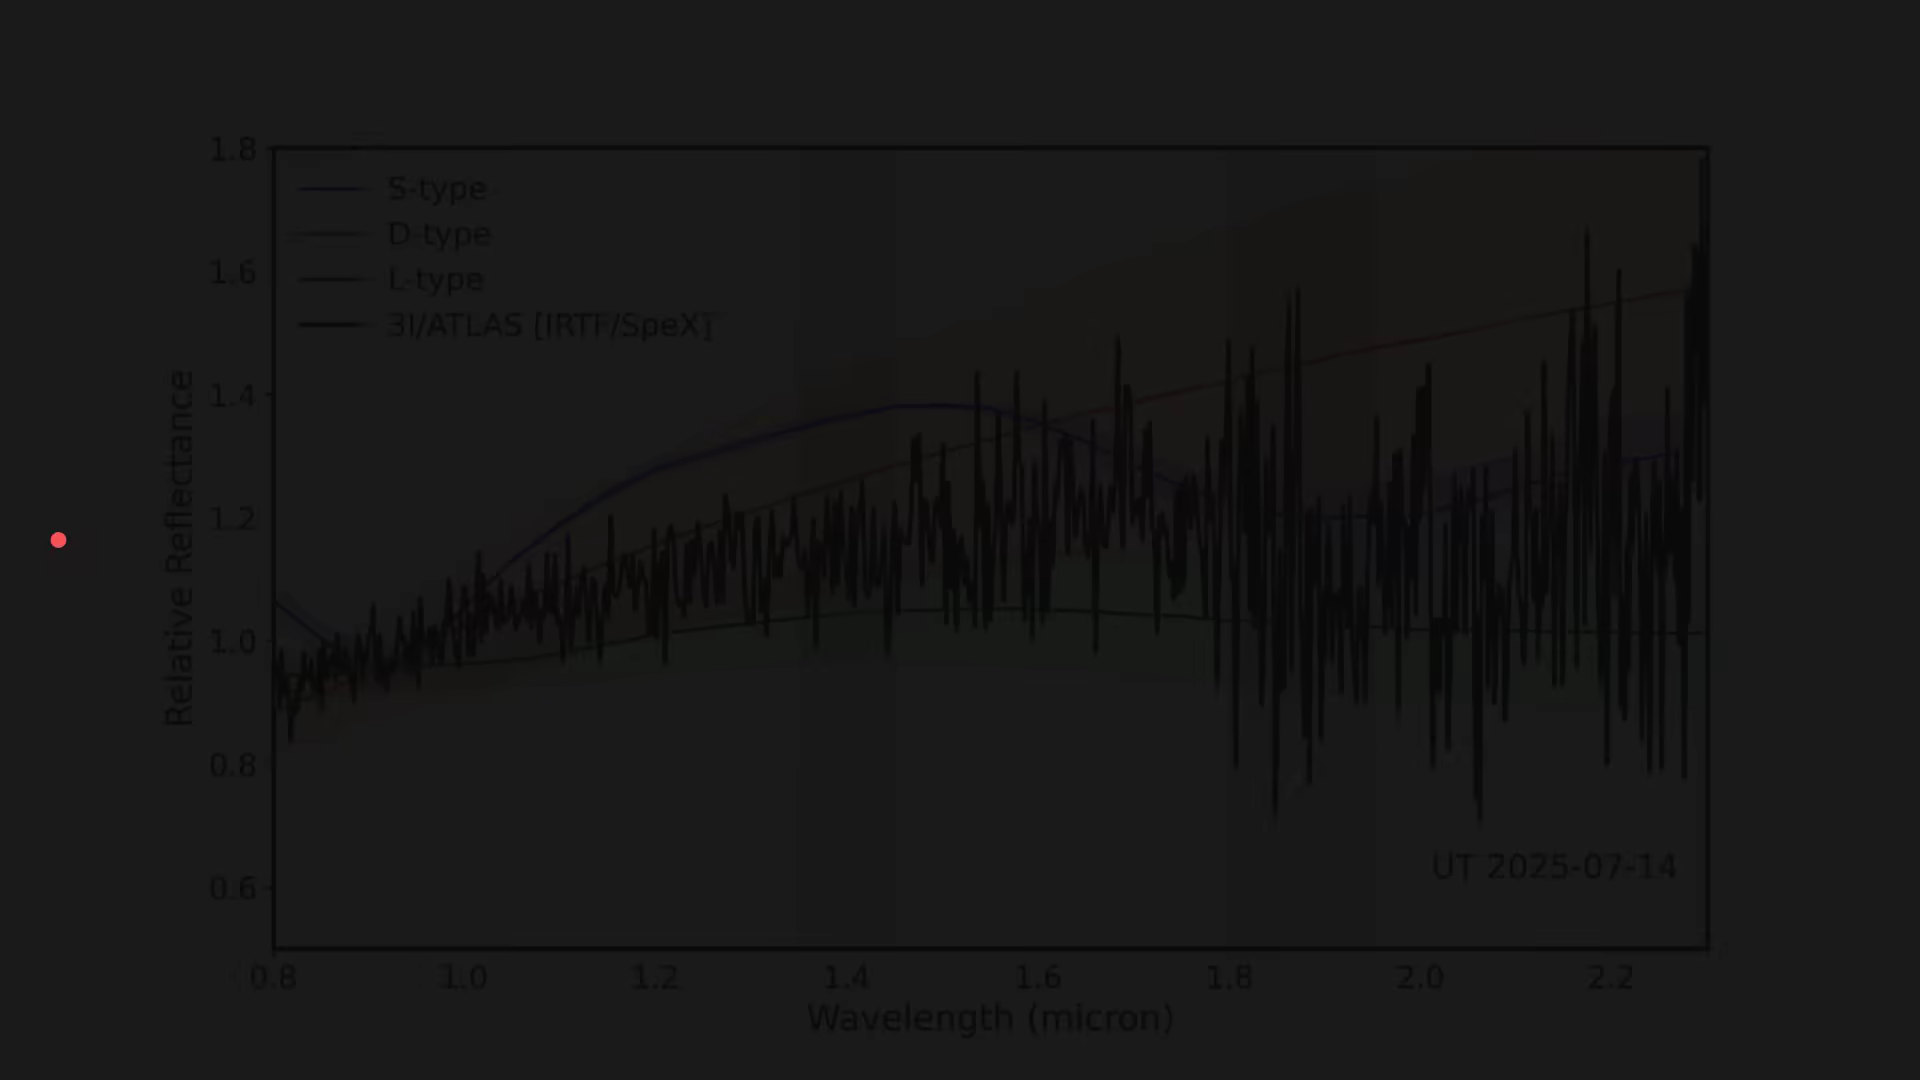 1.8
S-type
D-type
L-type
3I/ATLAS [IRTF/SpeX]
1.6
1.4
1.2
1.0
0.8
0.6
Relative Reflectance
UT 2025-07-14
0.8 1.0 1.2 1.4 1.6 1.8 2.0 2.2
Wavelength (micron)